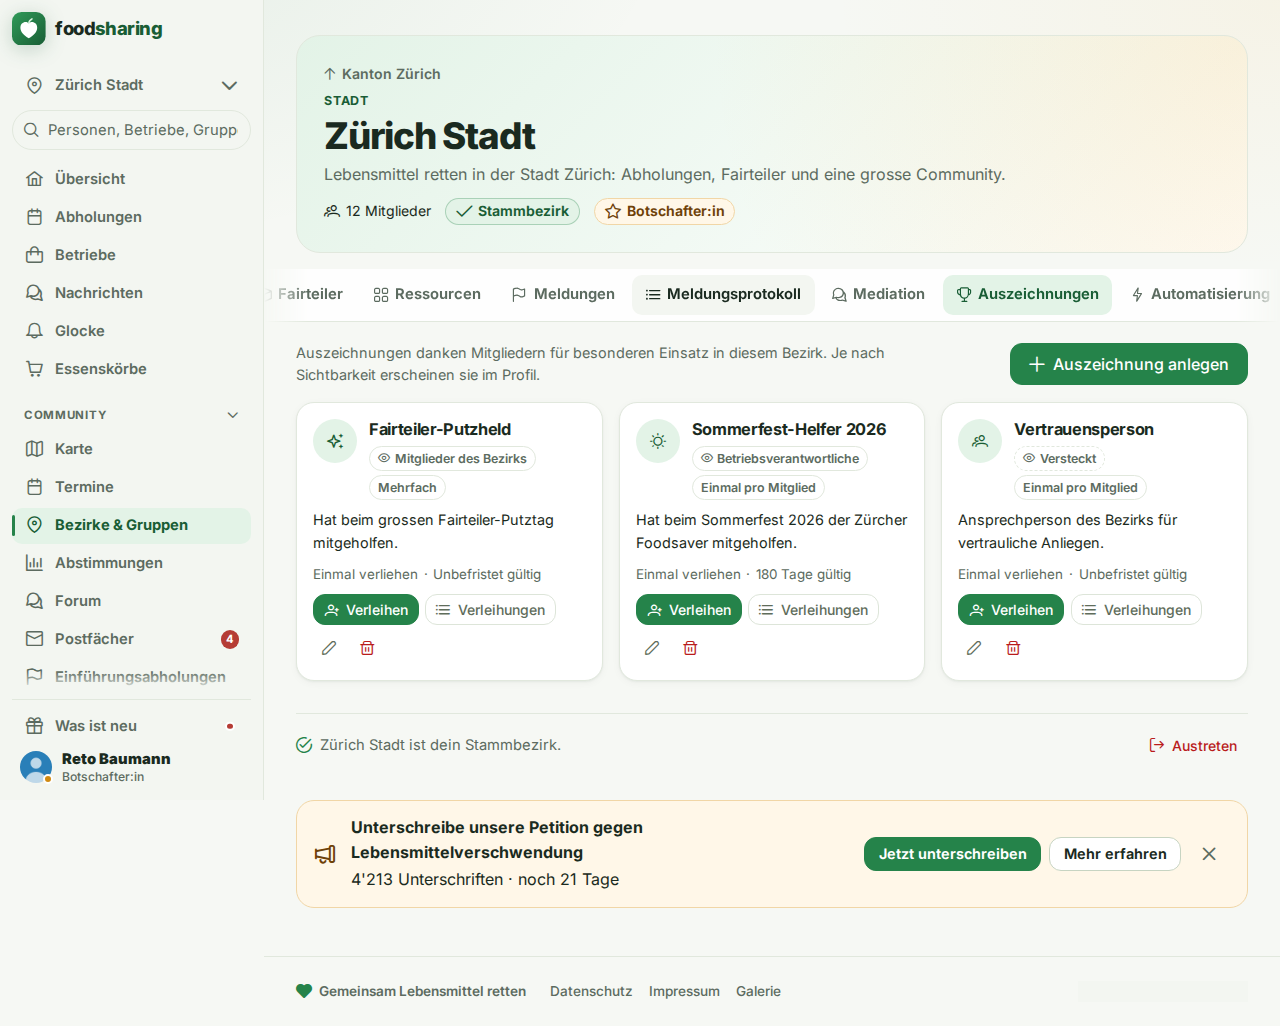 foodsharing
Zürich Stadt
Personen, Betriebe, Grupp
Übersicht
Abholungen
Betriebe
Nachrichten
Glocke
Essenskörbe
COMMUNITY
Karte
Termine
Bezirke & Gruppen
Abstimmungen
Forum
Postfächer 4
Einführungsabholungen
Was ist neu
Reto Baumann
Botschafter:in
Kanton Zürich
STADT
Zürich Stadt
Lebensmittel retten in der Stadt Zürich: Abholungen, Fairteiler und eine grosse Community.
12 Mitglieder Stammbezirk Botschafter:in
Fairteiler Ressourcen Meldungen Meldungsprotokoll Mediation Auszeichnungen Automatisierung
Auszeichnungen danken Mitgliedern für besonderen Einsatz in diesem Bezirk. Je nach
Sichtbarkeit erscheinen sie im Profil.
Auszeichnung anlegen
Fairteiler-Putzheld
Mitglieder des Bezirks
Mehrfach
Hat beim grossen Fairteiler-Putztag
mitgeholfen.
Einmal verliehen · Unbefristet gültig
Verleihen Verleihungen
Sommerfest-Helfer 2026
Betriebsverantwortliche
Einmal pro Mitglied
Hat beim Sommerfest 2026 der Zürcher
Foodsaver mitgeholfen.
Einmal verliehen · 180 Tage gültig
Verleihen Verleihungen
Vertrauensperson
Versteckt
Einmal pro Mitglied
Ansprechperson des Bezirks für
vertrauliche Anliegen.
Einmal verliehen · Unbefristet gültig
Verleihen Verleihungen
Zürich Stadt ist dein Stammbezirk.
Austreten
Unterschreibe unsere Petition gegen
Lebensmittelverschwendung
4'213 Unterschriften · noch 21 Tage
Jetzt unterschreiben Mehr erfahren
Gemeinsam Lebensmittel retten Datenschutz Impressum Galerie